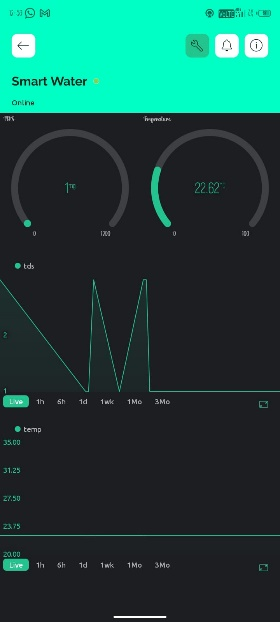 Smart Water
Online
TDS
Temperature
1
22.62°C
0
1200
0
100
tds
2
1
Live 1h 6h 1d 1wk 1Mo 3Mo
temp
35.00
31.25
27.50
23.75
20.00
Live 1h 6h 1d 1wk 1Mo 3Mo